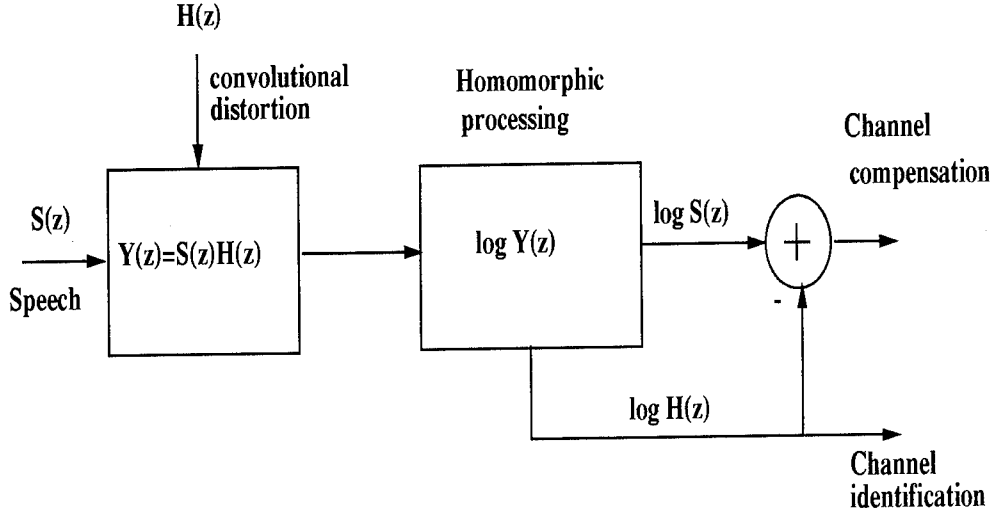 H(z)
convolutional
distortion
Homomorphic
processing
Channel
compensation
S(z)
Speech
Y(z)=S(z)H(z)
log Y(z)
log S(z)
+
-
log H(z)
Channel
identification